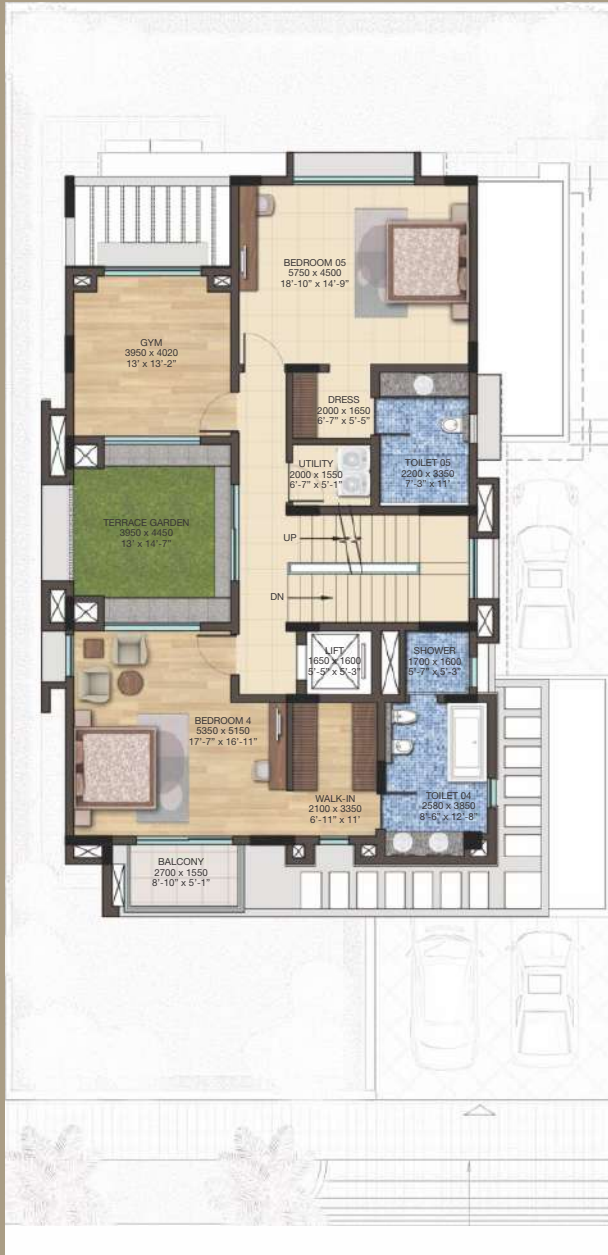 BEDROOM 05
5750 x 4500
18'-10" x 14'-9"
GYM
3950 x 4020
13' x 13'-2"
DRESS
2000 x 1650
6'-7" x 5'-5"
UTILITY
2000 x 1550
6'-7" x 5'-1"
TOILET 05
2200 x 3350
7'-3" x 11'
TERRACE GARDEN
3950 x 4450
13' x 14'-7"
UP
DN
LIFT
1650 x 1600
5'-5" x 5'-3"
SHOWER
1700 x 1600
5'-7" x 5'-3"
BEDROOM 4
5350 x 5150
17'-7" x 16'-11"
WALK-IN
2100 x 3350
6'-11" x 11'
TOILET 04
2580 x 3850
8'-6" x 12'-8"
BALCONY
2700 x 1550
8'-10" x 5'-1"